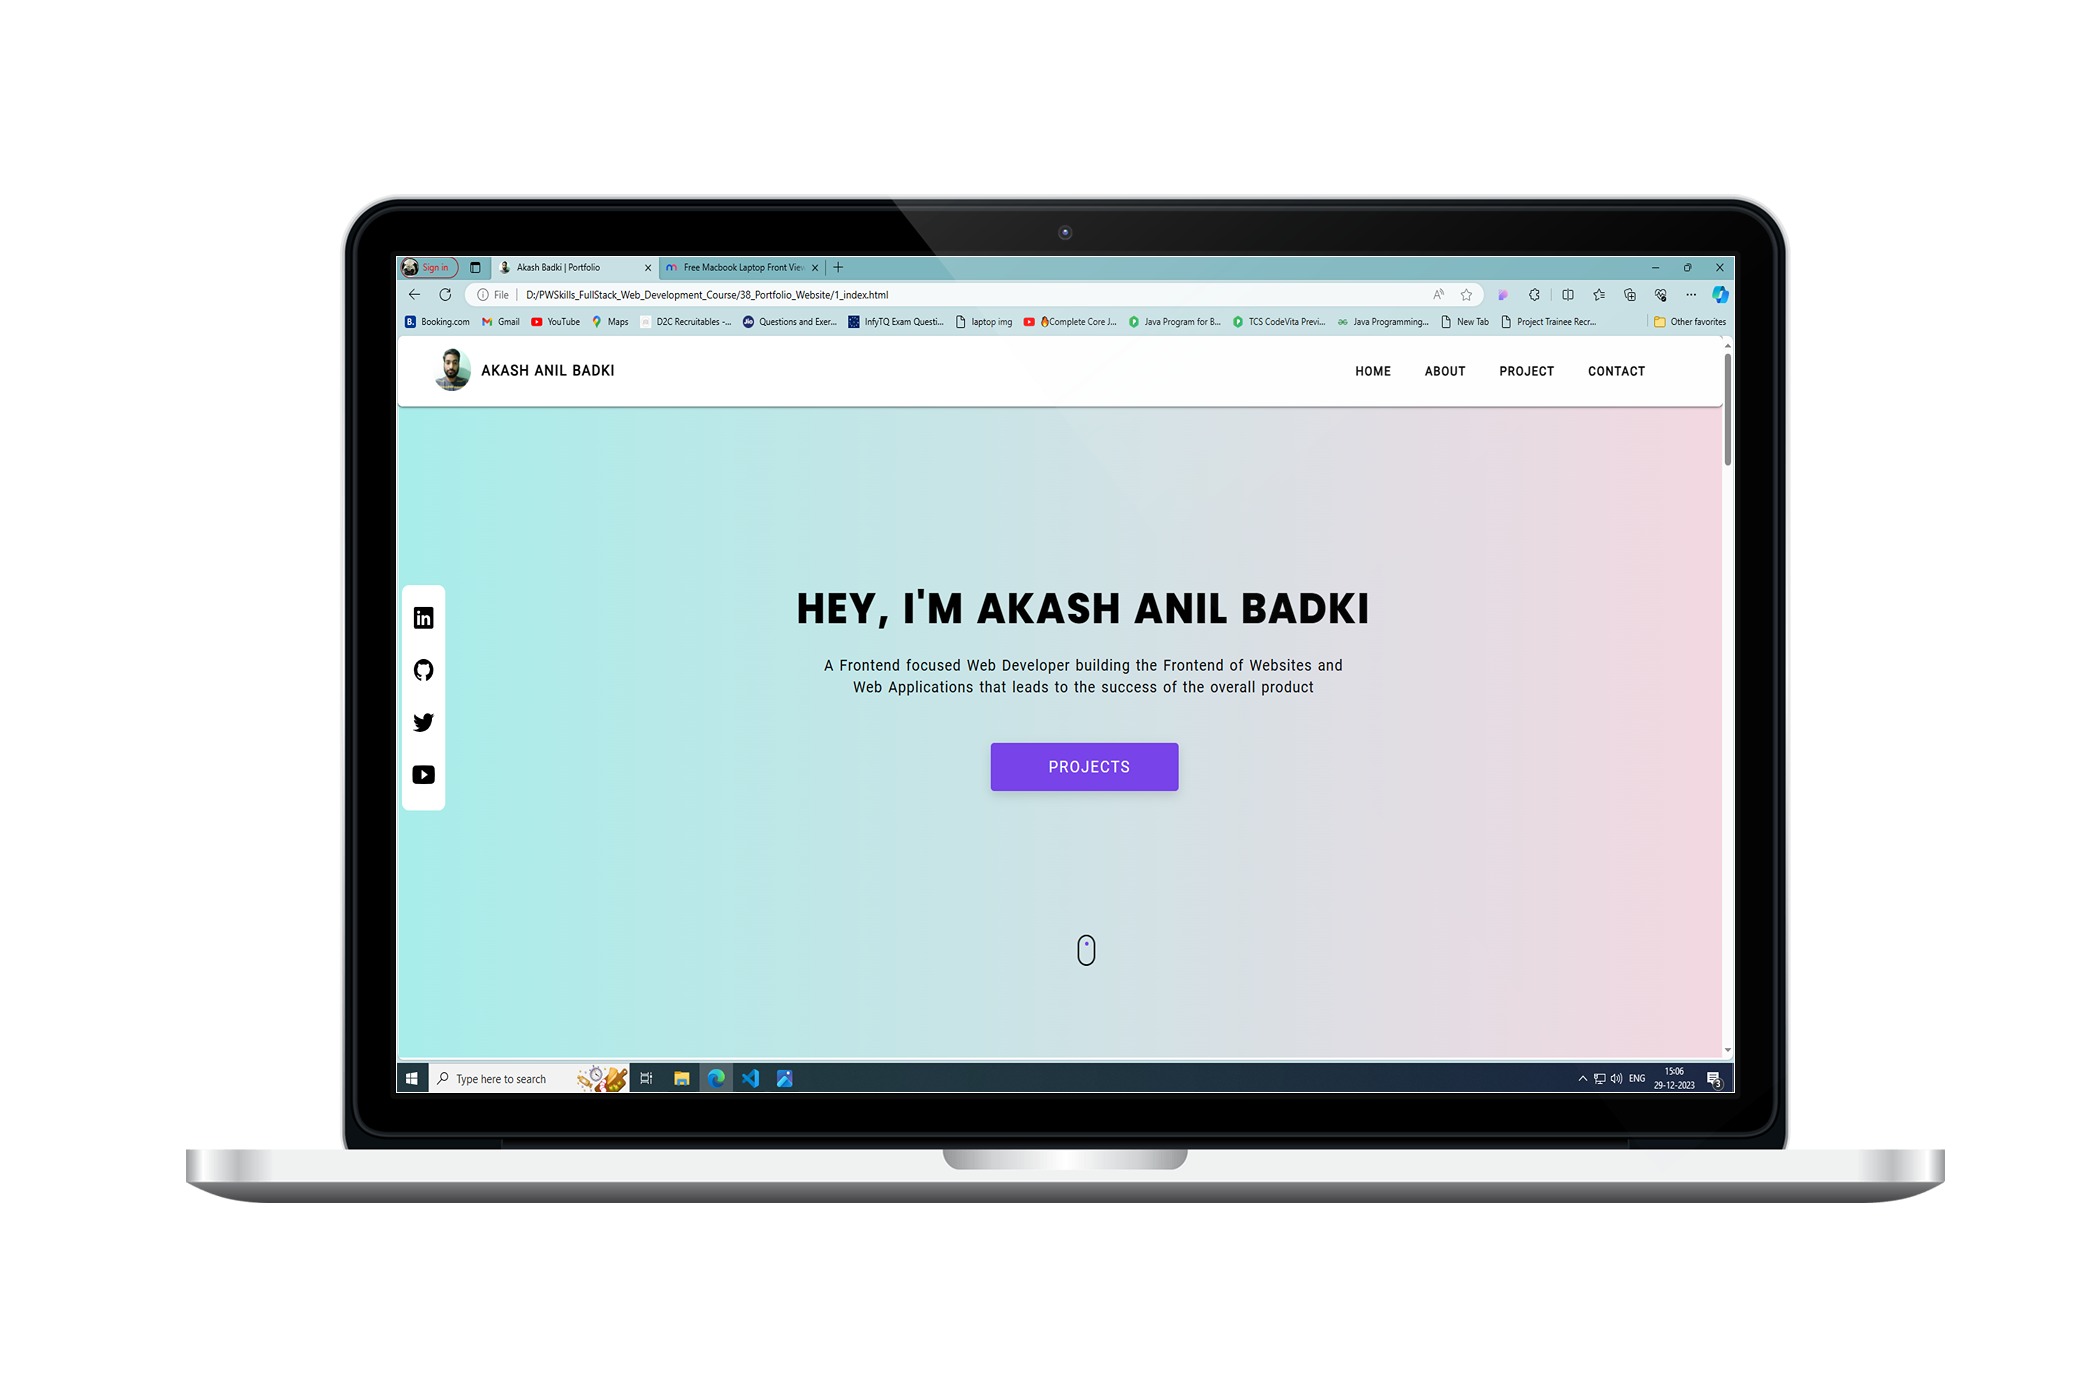 Sign in
Akash Badki | Portfolio
Free Macbook Laptop Front View
File
D:/PWSkills_FullStack_Web_Development_Course/38_Portfolio_Website/1_index.html
Booking.com
Gmail
YouTube
Maps
D2C Recruitables -...
Questions and Exer...
InfyTQ Exam Questi...
laptop img
Complete Core J...
Java Program for B...
TCS CodeVita Previ...
Java Programming...
New Tab
Project Trainee Recr...
Other favorites
AKASH ANIL BADKI
HOME
ABOUT
PROJECT
CONTACT
HEY, I'M AKASH ANIL BADKI
A Frontend focused Web Developer building the Frontend of Websites and
Web Applications that leads to the success of the overall product
PROJECTS
Type here to search
ENG
15:06
29-12-2023
3